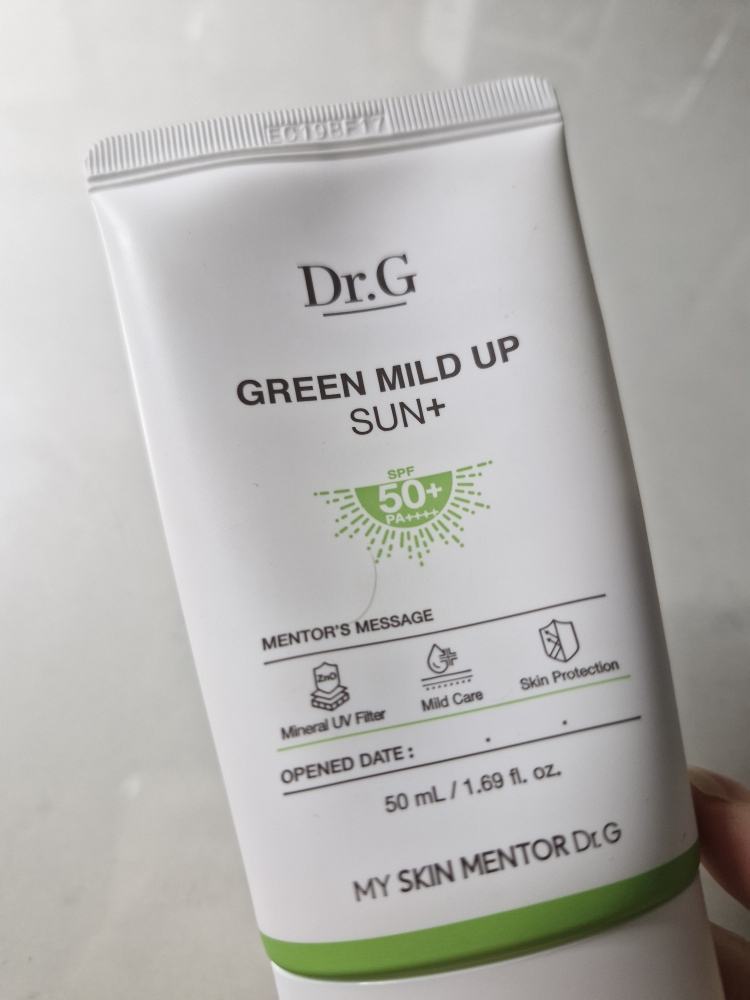 EC19BF17
Dr.G
GREEN MILD UP
SUN+
SPF
50+
PA++++
MENTOR'S MESSAGE
ZnO
Mineral UV Filter
Mild Care
Skin Protection
OPENED DATE : . .
50 mL / 1.69 fl. oz.
MY SKIN MENTOR Dr.G